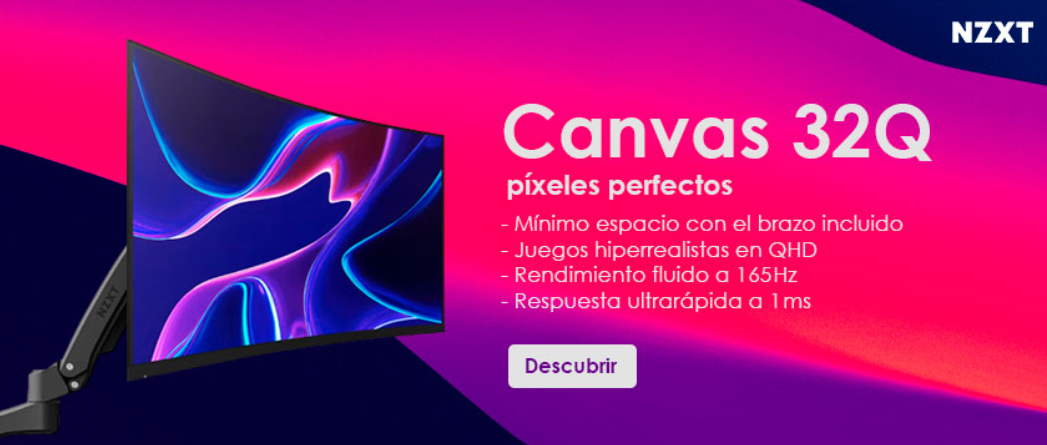 NZXT
Canvas 32Q
píxeles perfectos
- Mínimo espacio con el brazo incluido
- Juegos hiperrealistas en QHD
- Rendimiento fluido a 165Hz
- Respuesta ultrarápida a 1ms
Descubrir
NZXT